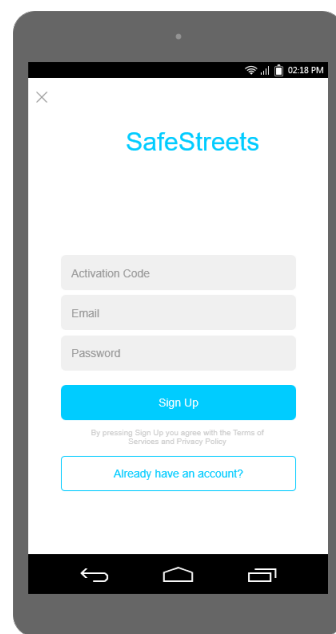 02:18 PM
SafeStreets
Activation Code
Email
Password
Sign Up
By pressing Sign Up you agree with the Terms of
Services and Privacy Policy
Already have an account?